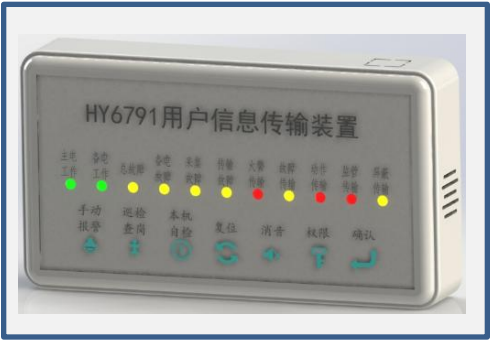 HY6791用户信息传输装置
主电 备电 总故障 备电 充电 传输 火警 故障 动作 监管 屏蔽
工作 工作 故障 故障 故障 传输 传输 传输 传输 传输
手动 巡检 本机 复位 消音 权限 确认
报警 查岗 自检